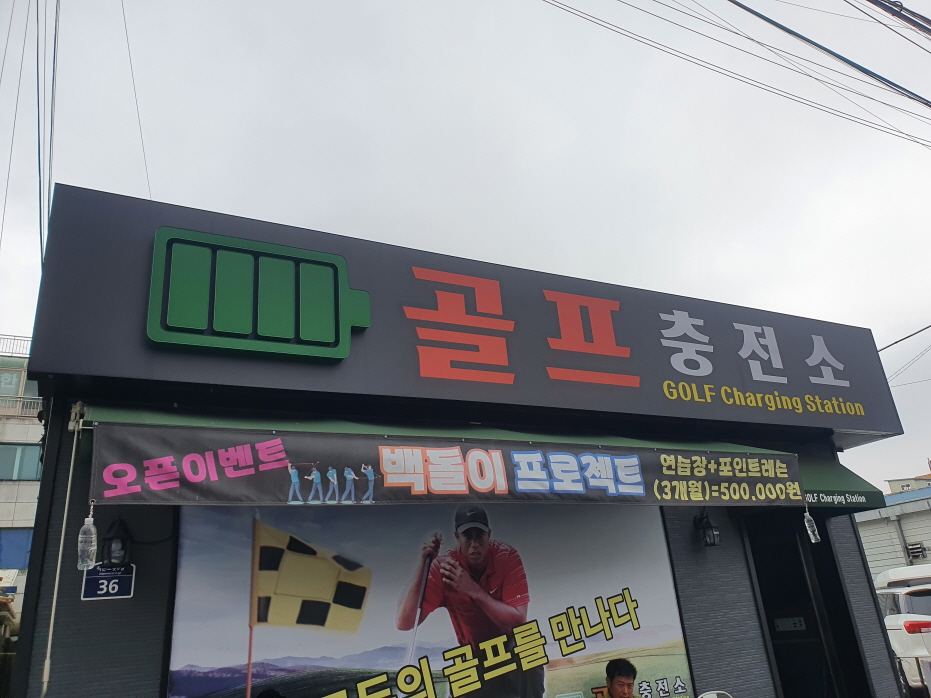 골프 충전소
GOLF Charging Station
오픈이벤트 백돌이 프로젝트 연습장+포인트레슨
(3개월)=500,000원
GOLF Charging Station
36
골프를 만나다
충전소